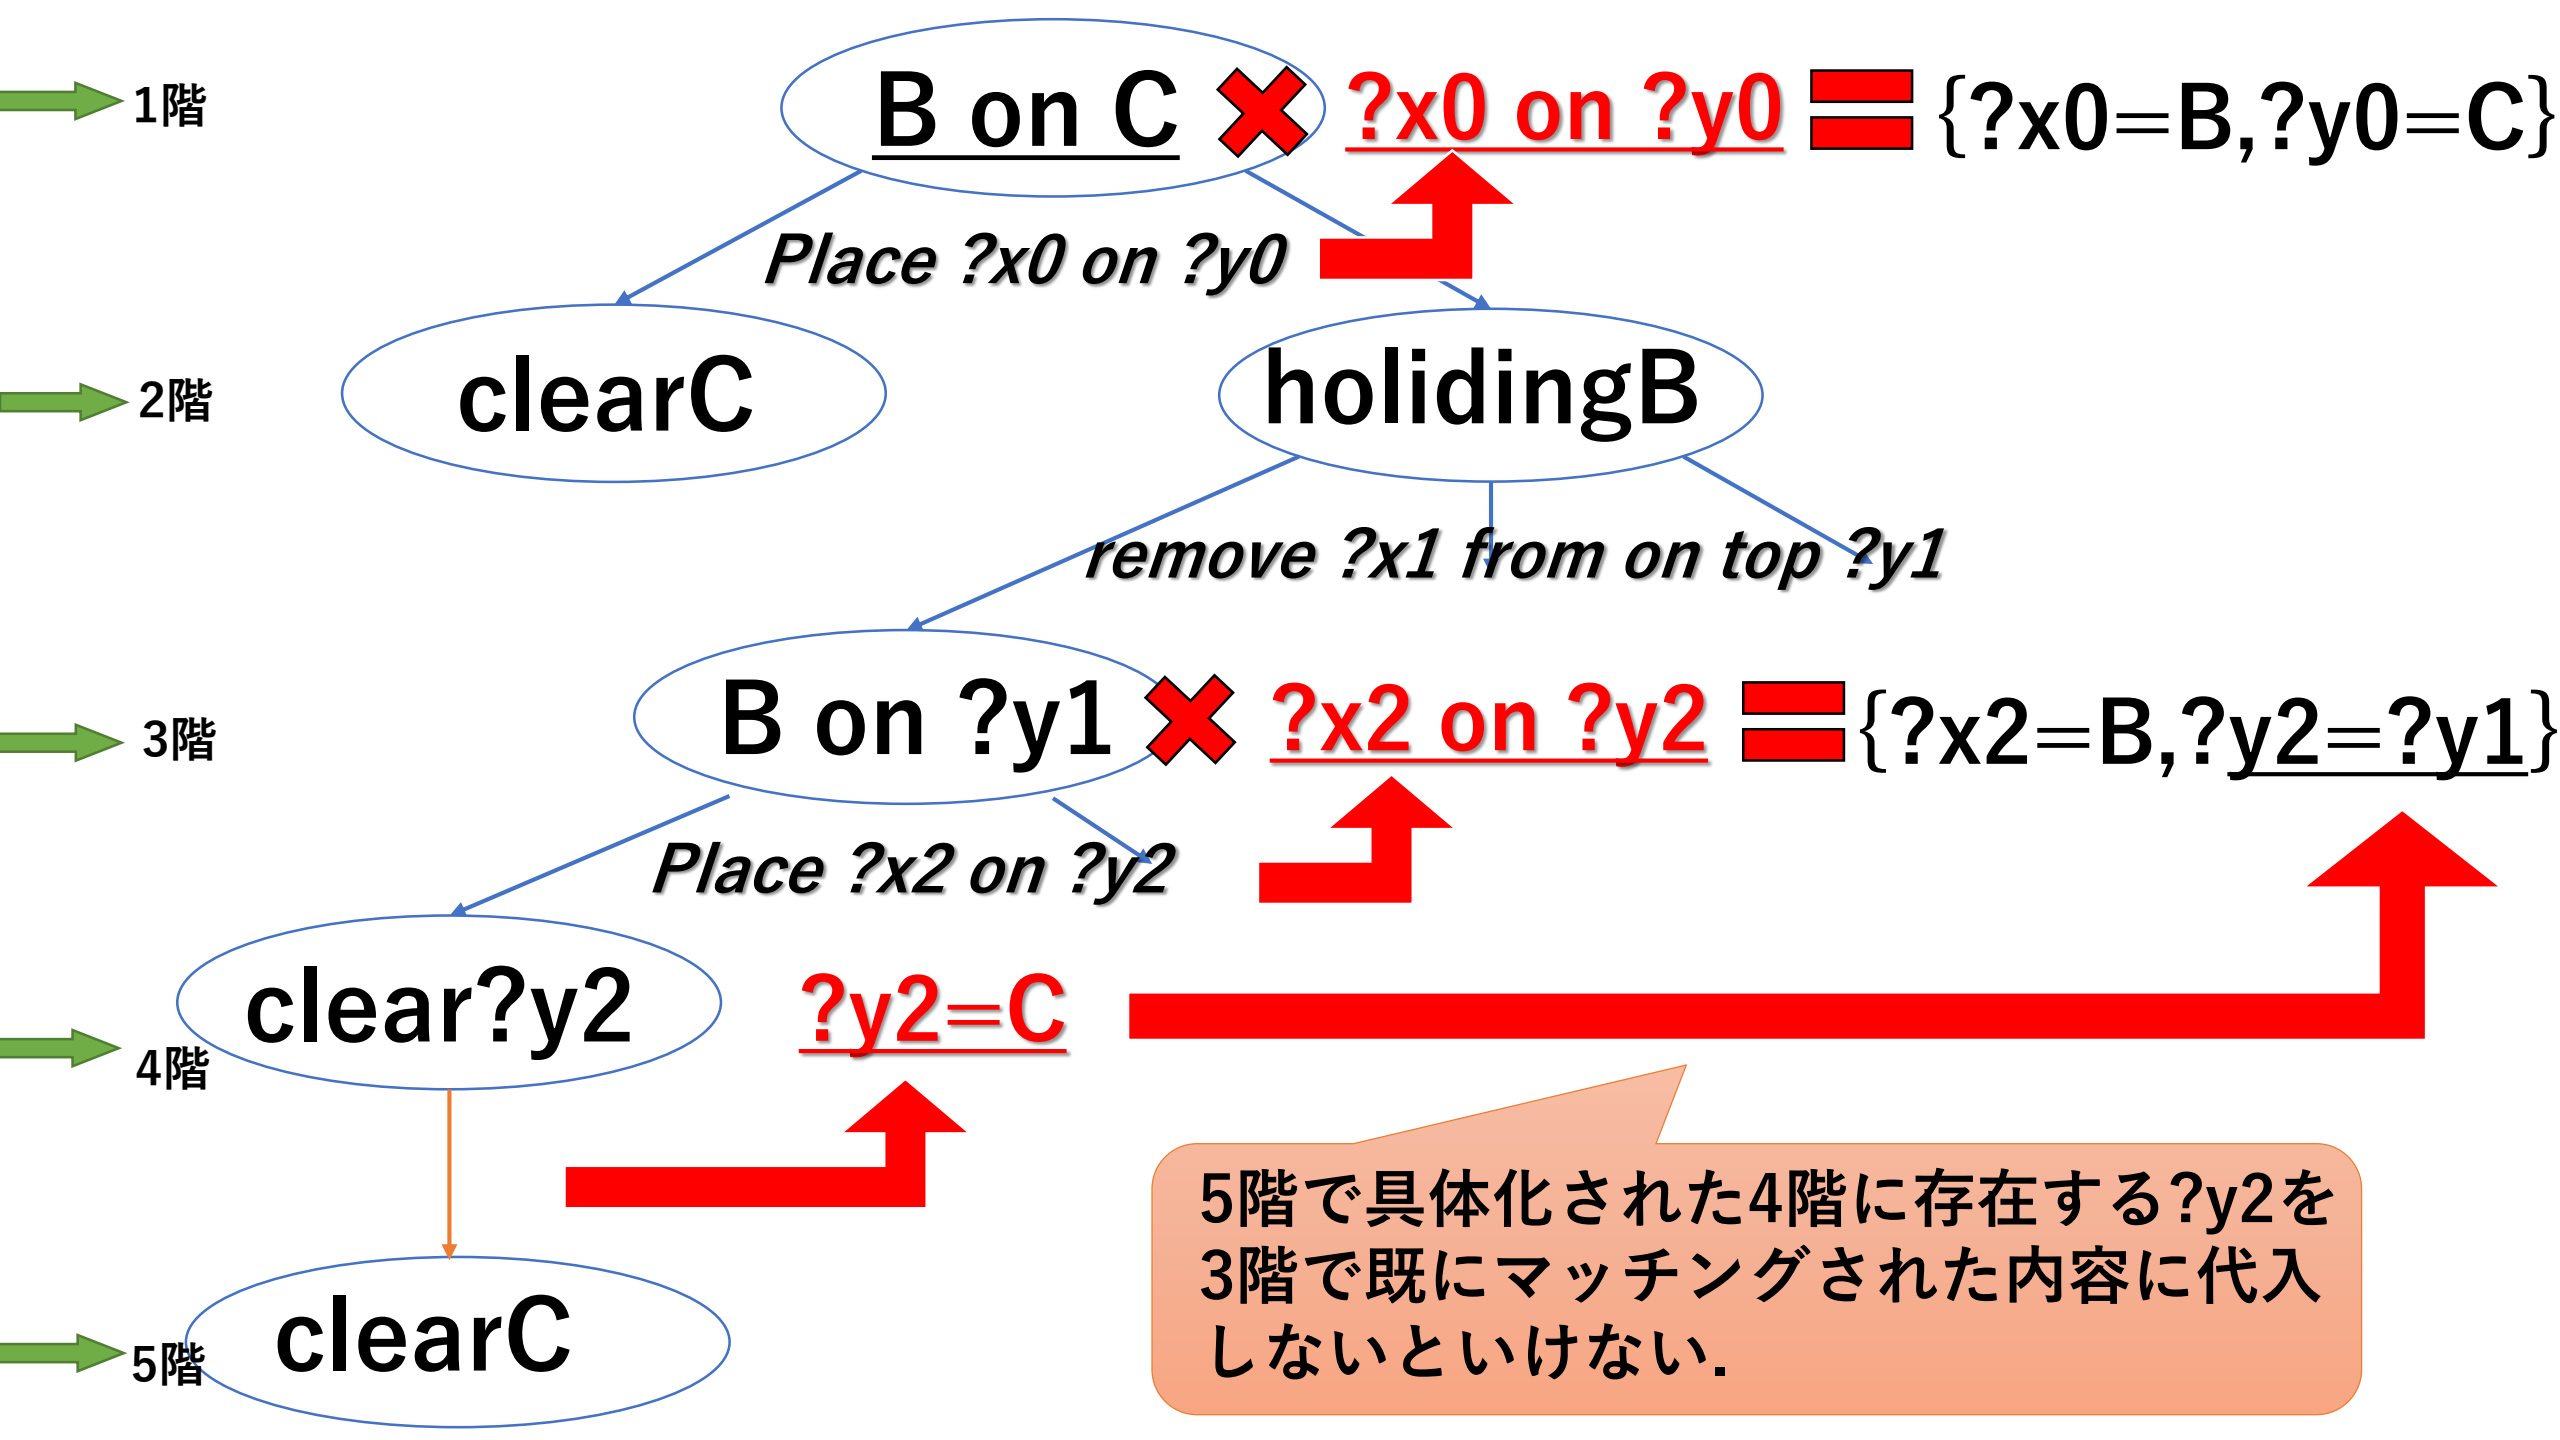 1階
B on C
?x0 on ?y0
{?x0=B,?y0=C}
Place ?x0 on ?y0
2階
clearC
holidingB
remove ?x1 from on top ?y1
3階
B on ?y1
?x2 on ?y2
{?x2=B,?y2=?y1}
Place ?x2 on ?y2
4階
clear?y2
?y2=C
5階で具体化された4階に存在する?y2を
3階で既にマッチングされた内容に代入
しないといけない.
5階
clearC